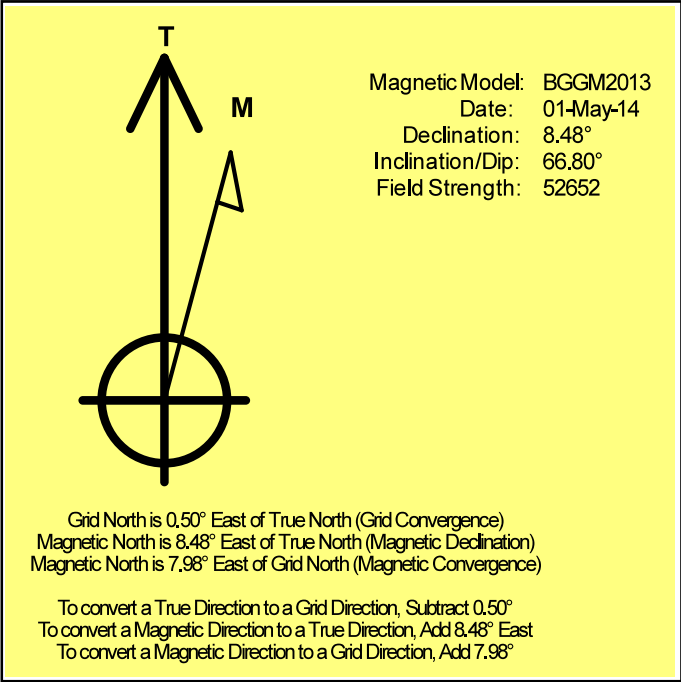 T
M
Magnetic Model: BGGM2013
Date: 01-May-14
Declination: 8.48°
Inclination/Dip: 66.80°
Field Strength: 52652
Grid North is 0.50° East of True North (Grid Convergence)
Magnetic North is 8.48° East of True North (Magnetic Declination)
Magnetic North is 7.98° East of Grid North (Magnetic Convergence)
To convert a True Direction to a Grid Direction, Subtract 0.50°
To convert a Magnetic Direction to a True Direction, Add 8.48° East
To convert a Magnetic Direction to a Grid Direction, Add 7.98°